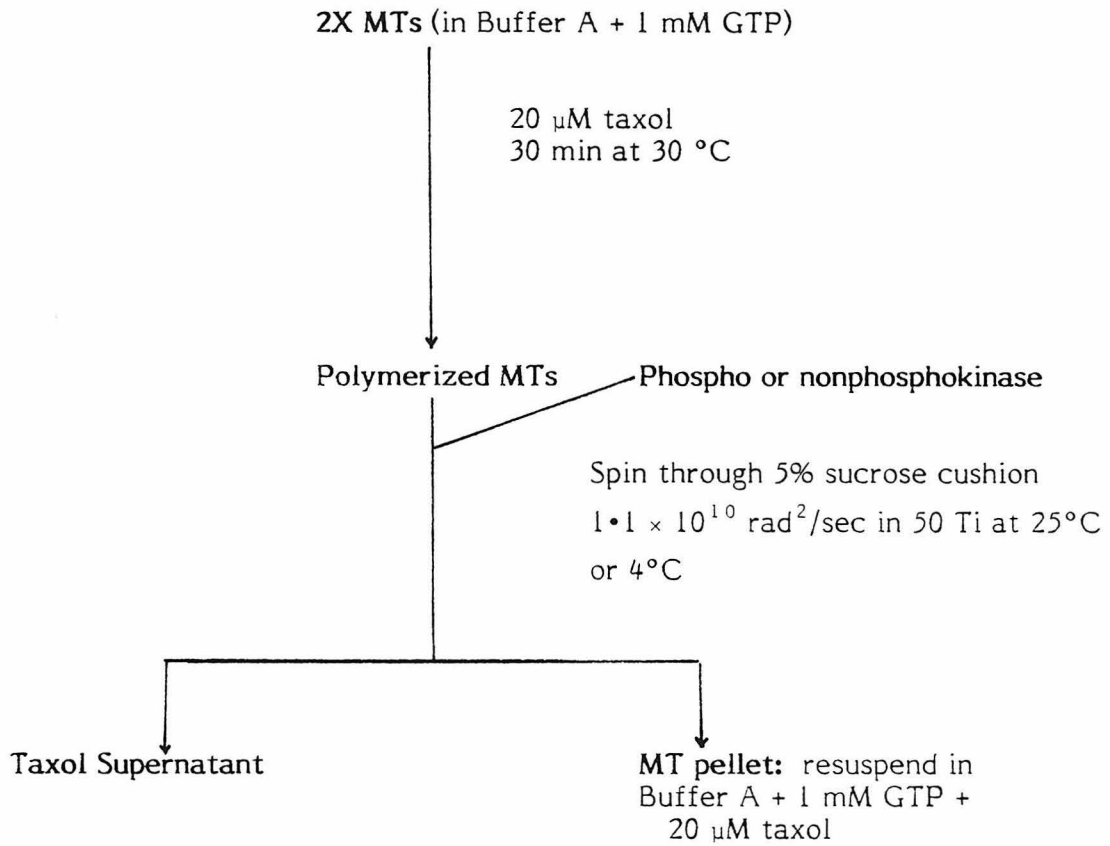 2X MTs (in Buffer A + 1 mM GTP)
20 μM taxol
30 min at 30 °C
Polymerized MTs
Phospho or nonphosphokinase
Spin through 5% sucrose cushion
1•1 × 10¹⁰ rad²/sec in 50 Ti at 25°C
or 4°C
Taxol Supernatant
MT pellet: resuspend in
Buffer A + 1 mM GTP +
20 μM taxol